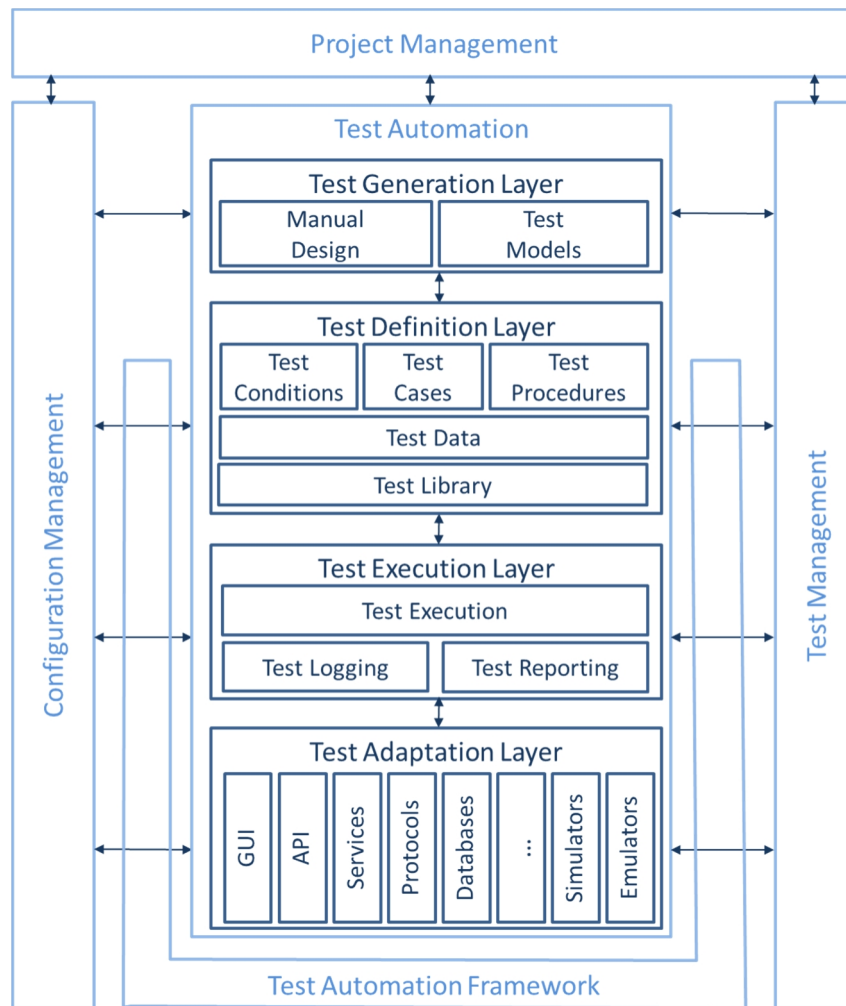 Project Management
Test Automation
Test Generation Layer
Manual
Design
Test
Models
Test Definition Layer
Test
Conditions
Test
Cases
Test
Procedures
Test Data
Test Library
Test Execution Layer
Test Execution
Test Logging
Test Reporting
Test Adaptation Layer
GUI
API
Services
Protocols
Databases
...
Simulators
Emulators
Configuration Management
Test Management
Test Automation Framework